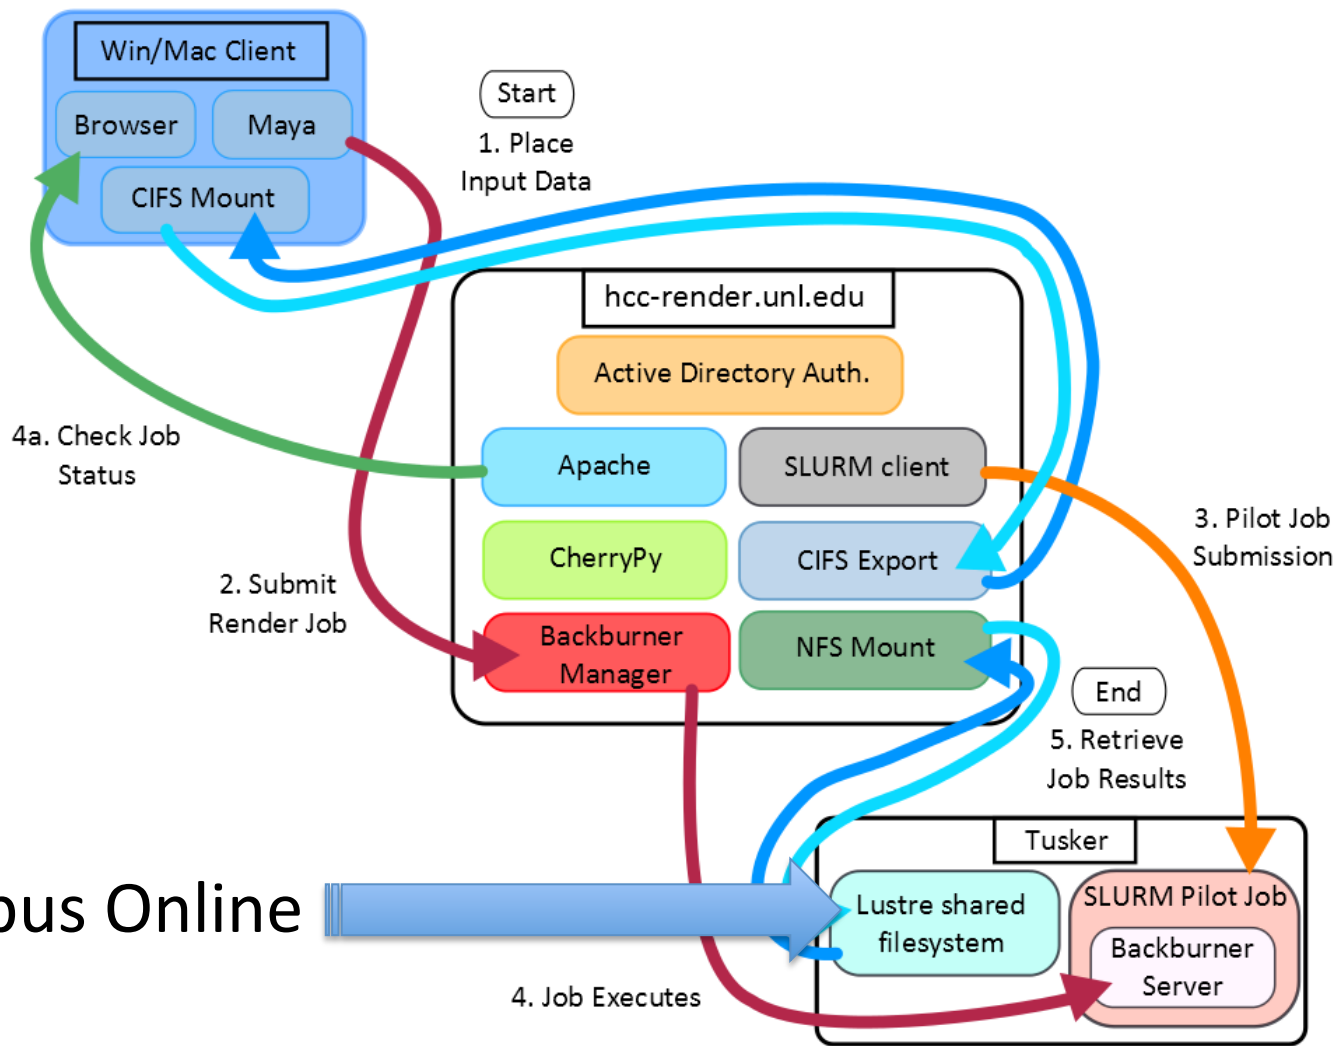 Win/Mac Client
Browser
Maya
CIFS Mount
Start
1. Place
Input Data
hcc-render.unl.edu
Active Directory Auth.
4a. Check Job
Status
Apache
SLURM client
3. Pilot Job
Submission
CherryPy
CIFS Export
2. Submit
Render Job
Backburner
Manager
NFS Mount
End
5. Retrieve
Job Results
Tusker
Online
Lustre shared
filesystem
SLURM Pilot Job
Backburner
Server
4. Job Executes